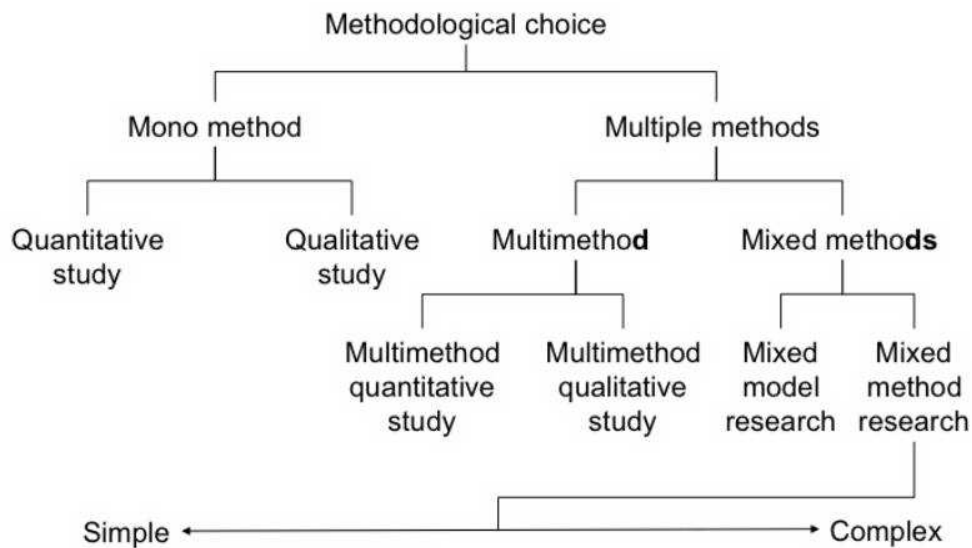 Methodological choice
Mono method
Multiple methods
Quantitative
study
Qualitative
study
Multimethod
Mixed methods
Multimethod
quantitative
study
Multimethod
qualitative
study
Mixed
model
research
Mixed
method
research
Simple
Complex